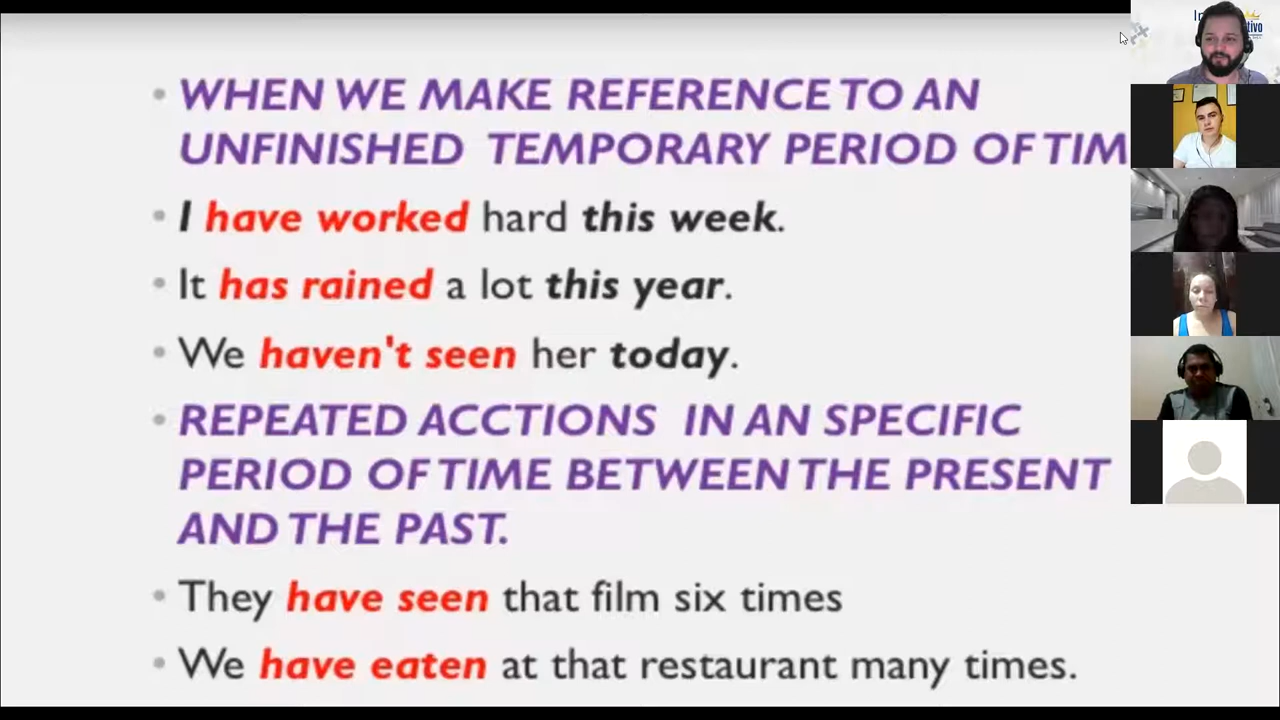 WHEN WE MAKE REFERENCE TO AN
UNFINISHED TEMPORARY PERIOD OF TIM
I have worked hard this week.
It has rained a lot this year.
We haven't seen her today.
REPEATED ACCTIONS IN AN SPECIFIC
PERIOD OF TIME BETWEEN THE PRESENT
AND THE PAST.
They have seen that film six times
We have eaten at that restaurant many times.